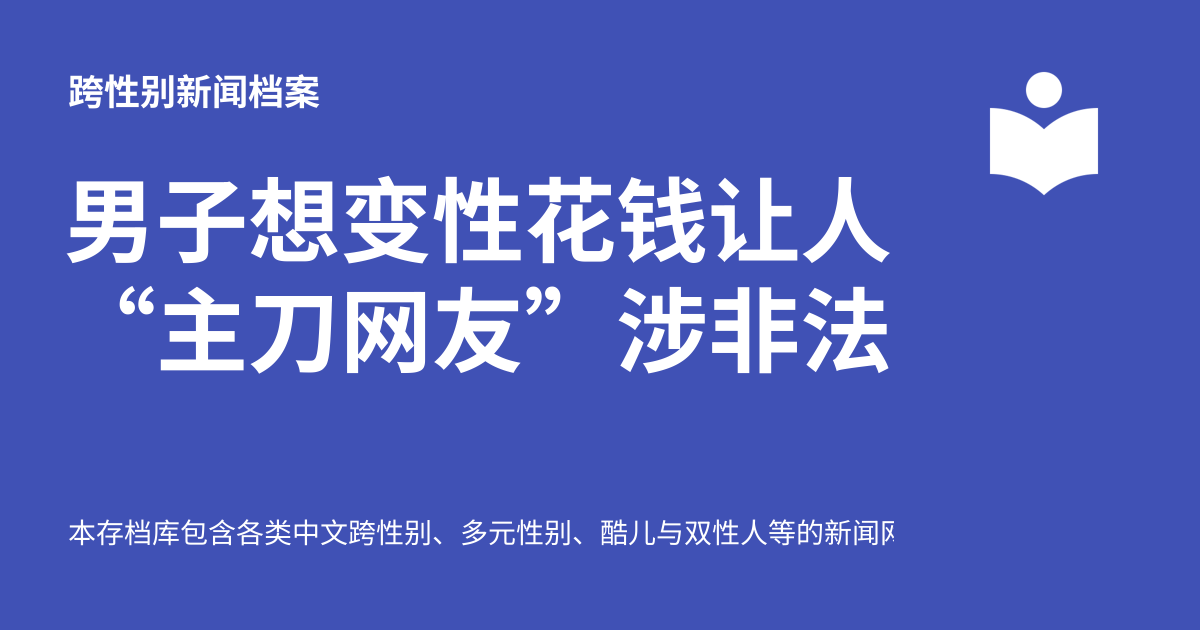 跨性别新闻档案
男子想变性花钱让人
“主刀网友”涉非法
本存档库包含各类中文跨性别、多元性别、酷儿与双性人等的新闻网